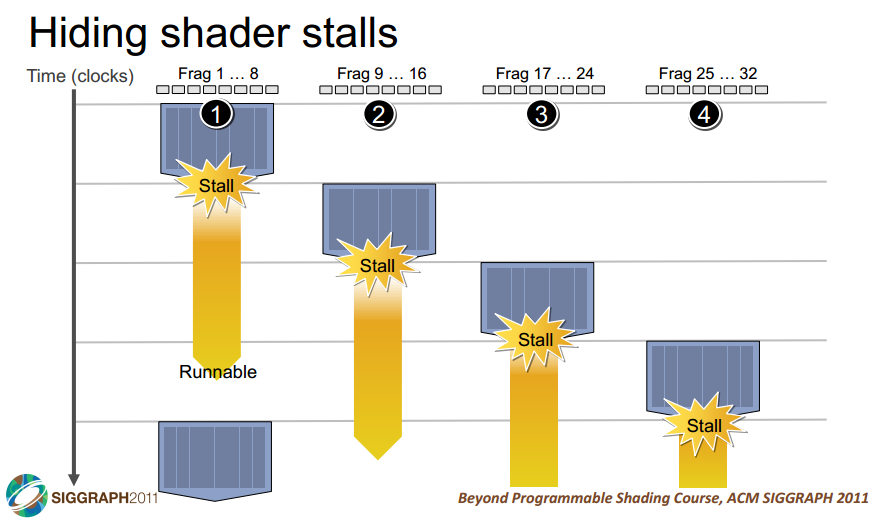 Hiding shader stalls
Time (clocks)
Frag 1 … 8
Frag 9 … 16
Frag 17 … 24
Frag 25 … 32
1
2
3
4
Stall
Stall
Stall
Runnable
Stall
SIGGRAPH2011
Beyond Programmable Shading Course, ACM SIGGRAPH 2011